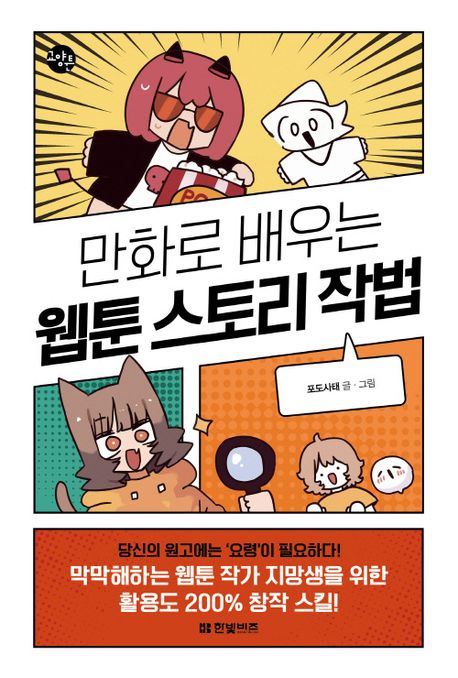 교양툰
PO
만화로 배우는
웹툰 스토리 작법
포도사태 글·그림
당신의 원고에는 '요령'이 필요하다!
막막해하는 웹툰 작가 지망생을 위한
활용도 200% 창작 스킬!
HB 한빛비즈